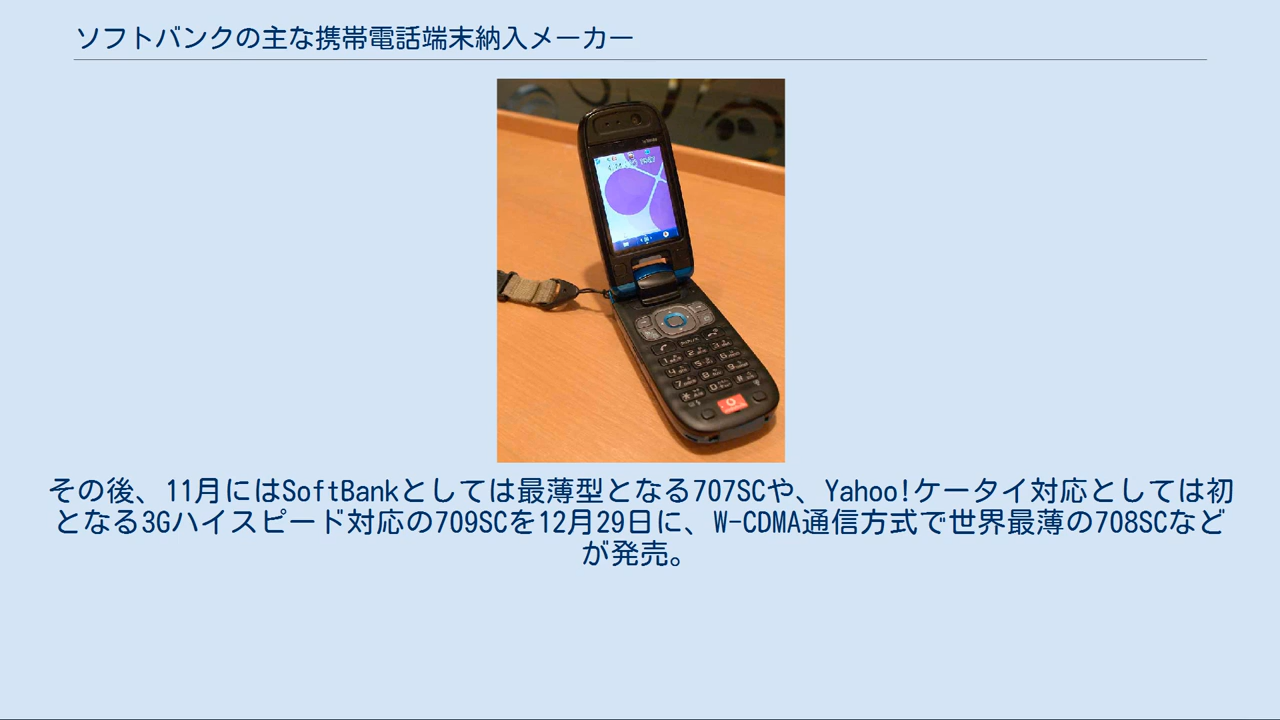 ソフトバンクの主な携帯電話端末納入メーカー
その後、11月にはSoftBankとしては最薄型となる707SCや、Yahoo!ケータイ対応としては初
となる3Gハイスピード対応の709SCを12月29日に、W-CDMA通信方式で世界最薄の708SCなど
が発売。